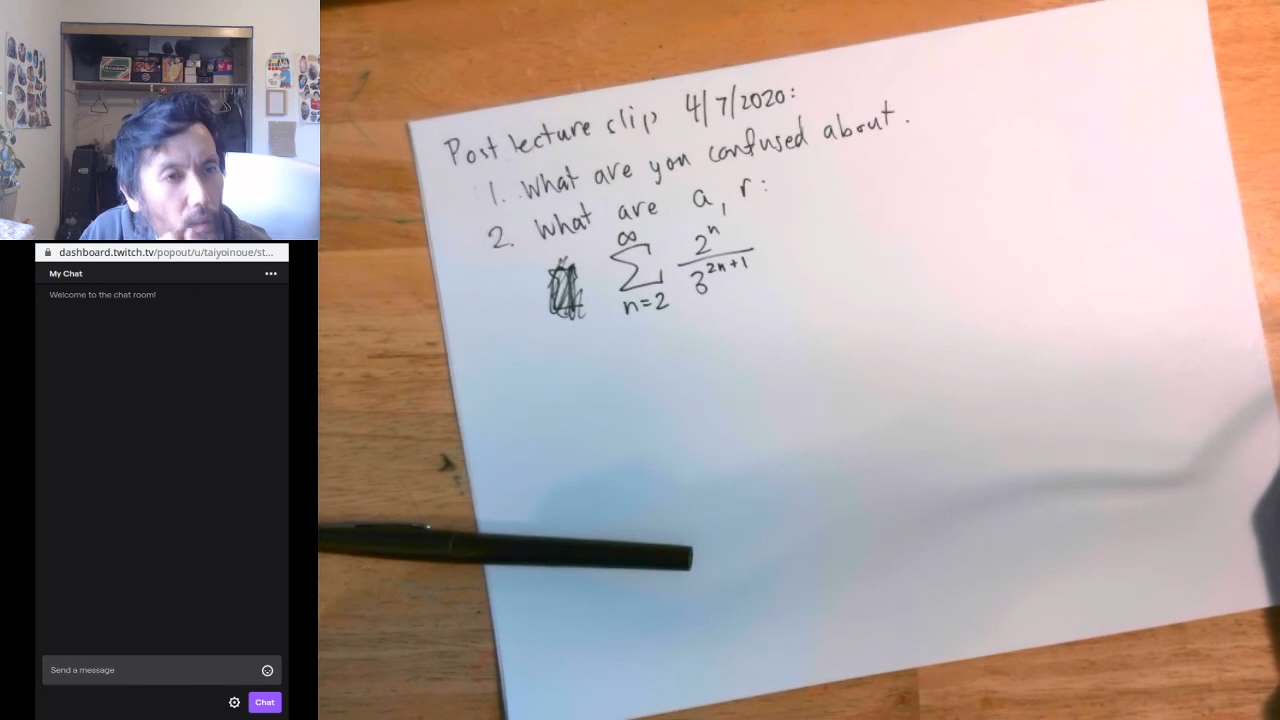 dashboard.twitch.tv/popout/u/taiyoinoue/st...
My Chat
Welcome to the chat room!
Send a message
Chat
Post lecture clip 4/7/2020:
1. What are you confused about.
2. What are a, r:
∞
∑ 2^n / 3^{2n+1}
n=2